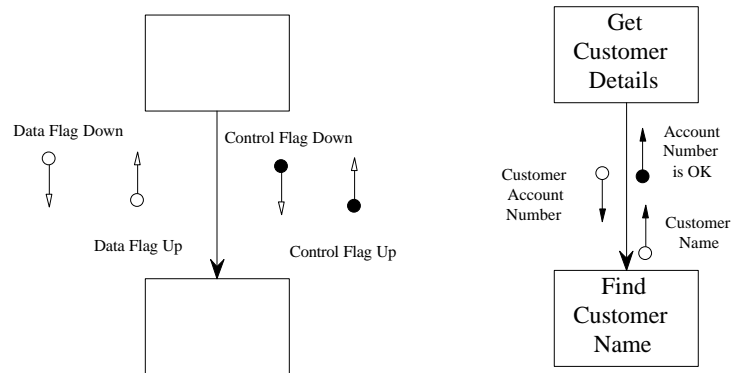 Data Flag Down
Data Flag Up
Control Flag Down
Control Flag Up
Get
Customer
Details
Customer
Account
Number
Account
Number
is OK
Customer
Name
Find
Customer
Name